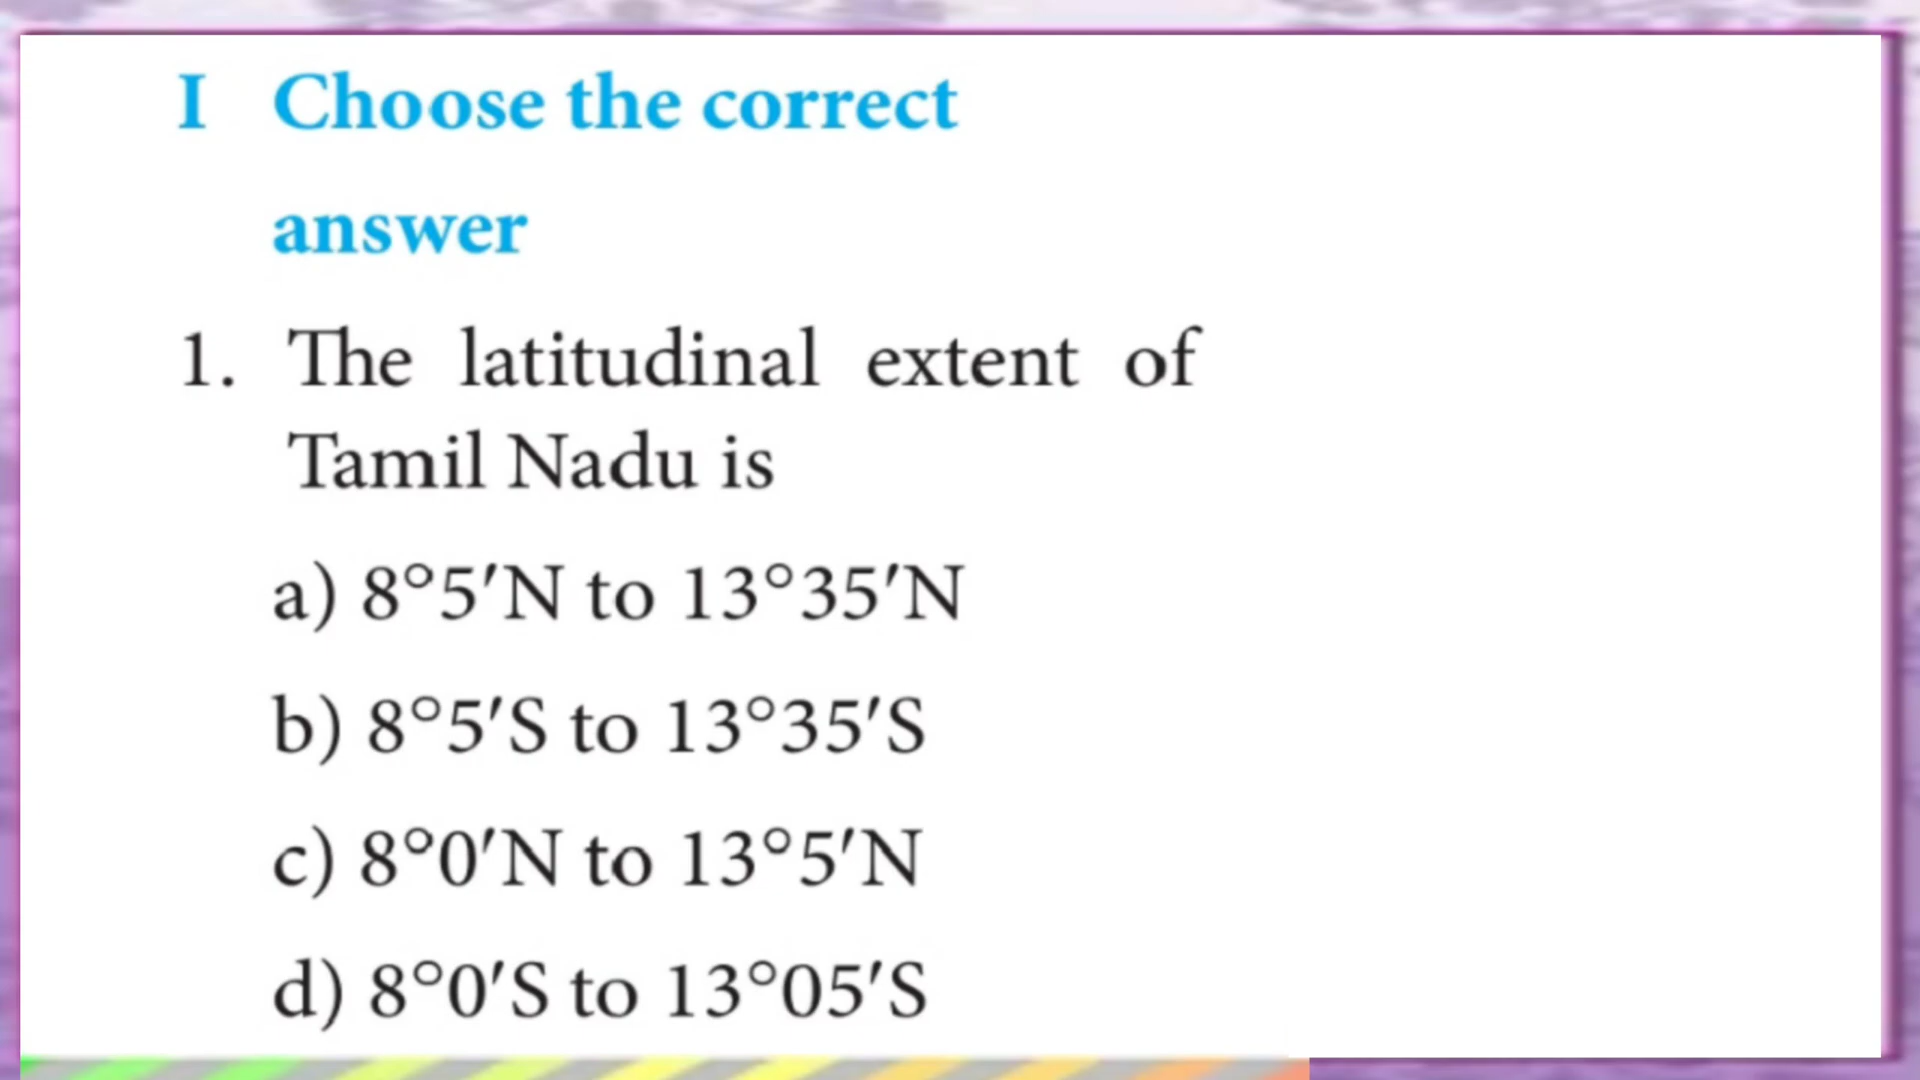 I Choose the correct
answer
1. The latitudinal extent of
Tamil Nadu is
a) 8°5′N to 13°35′N
b) 8°5′S to 13°35′S
c) 8°0′N to 13°5′N
d) 8°0′S to 13°05′S